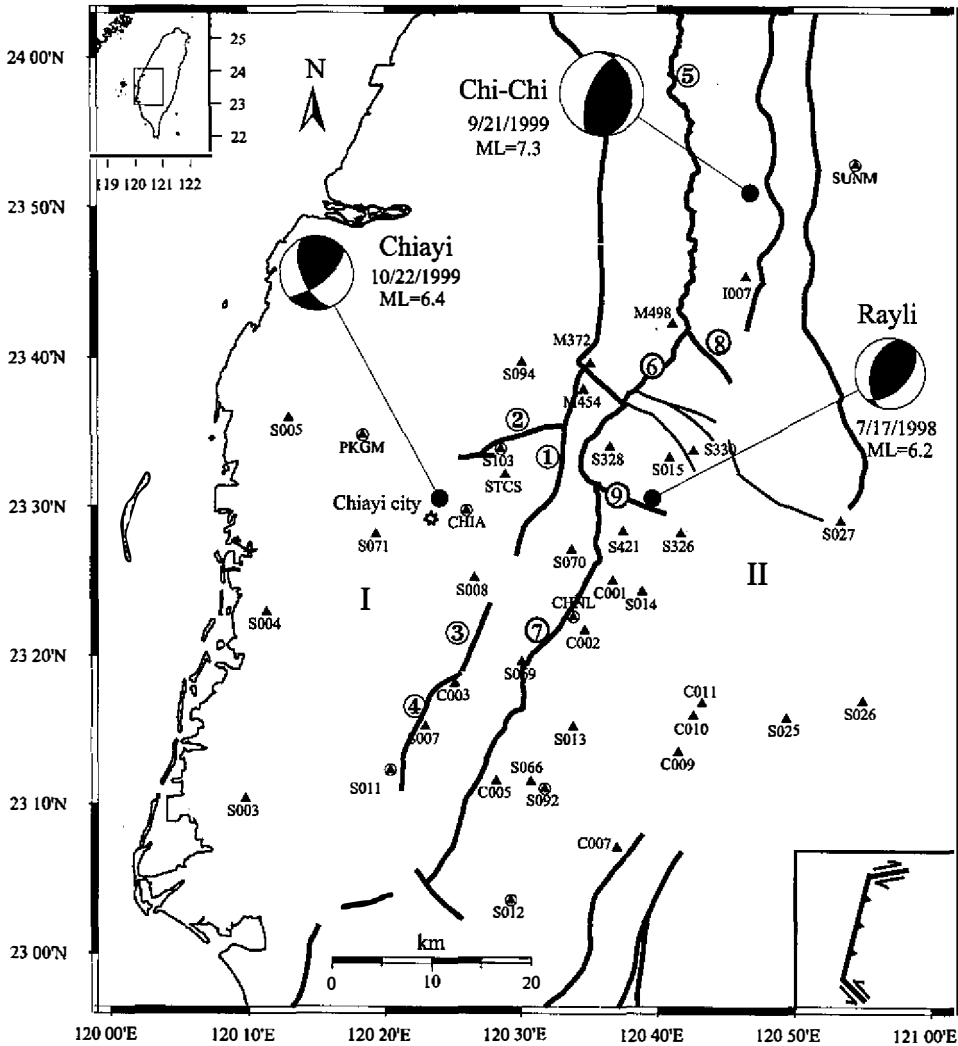 24 00'N
23 50'N
23 40'N
23 30'N
23 20'N
23 10'N
23 00'N
25
24
23
22
119 120 121 122
N
Chi-Chi
9/21/1999
ML=7.3
5
SUNM
Chiayi
10/22/1999
ML=6.4
I007
M498
Rayli
7/17/1998
ML=6.2
8
M372
6
S094
M454
2
S005
PKGM
S103
1
STCS
S328
S330
S015
Chiayi city
CHIA
9
S071
S070
S421
S326
S027
I
II
S008
C001
S014
CHNL
S004
C002
3
7
S069
C003
4
S007
C011
C010
S026
S025
S013
C009
S011
S066
C005
S092
S003
C007
S012
km
0 10 20
120 00'E 120 10'E 120 20'E 120 30'E 120 40'E 120 50'E 121 00'E